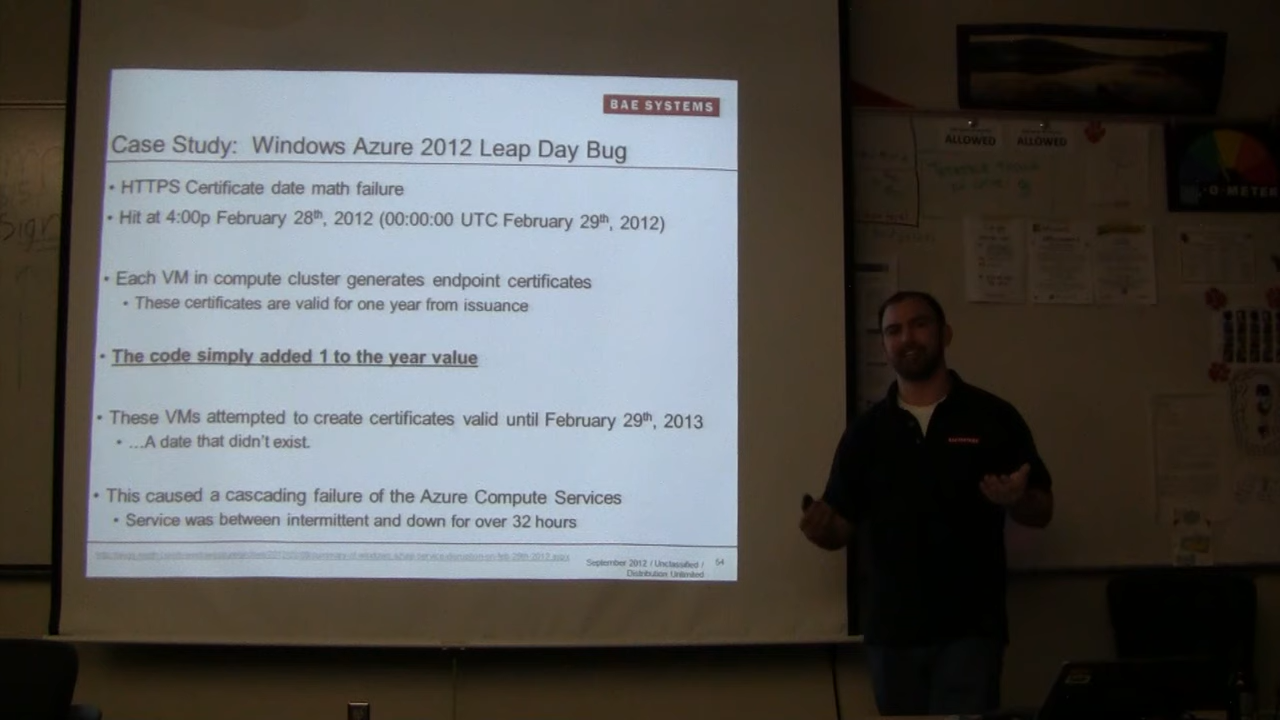 BAE SYSTEMS
Case Study: Windows Azure 2012 Leap Day Bug
• HTTPS Certificate date math failure
• Hit at 4:00p February 28th, 2012 (00:00:00 UTC February 29th, 2012)
• Each VM in compute cluster generates endpoint certificates
• These certificates are valid for one year from issuance
• The code simply added 1 to the year value
• These VMs attempted to create certificates valid until February 29th, 2013
• ...A date that didn't exist.
• This caused a cascading failure of the Azure Compute Services
• Service was between intermittent and down for over 32 hours
September 2012 / Unclassified /
Distribution Unlimited
54
ALLOWED
ALLOWED
-O-METER
Sign